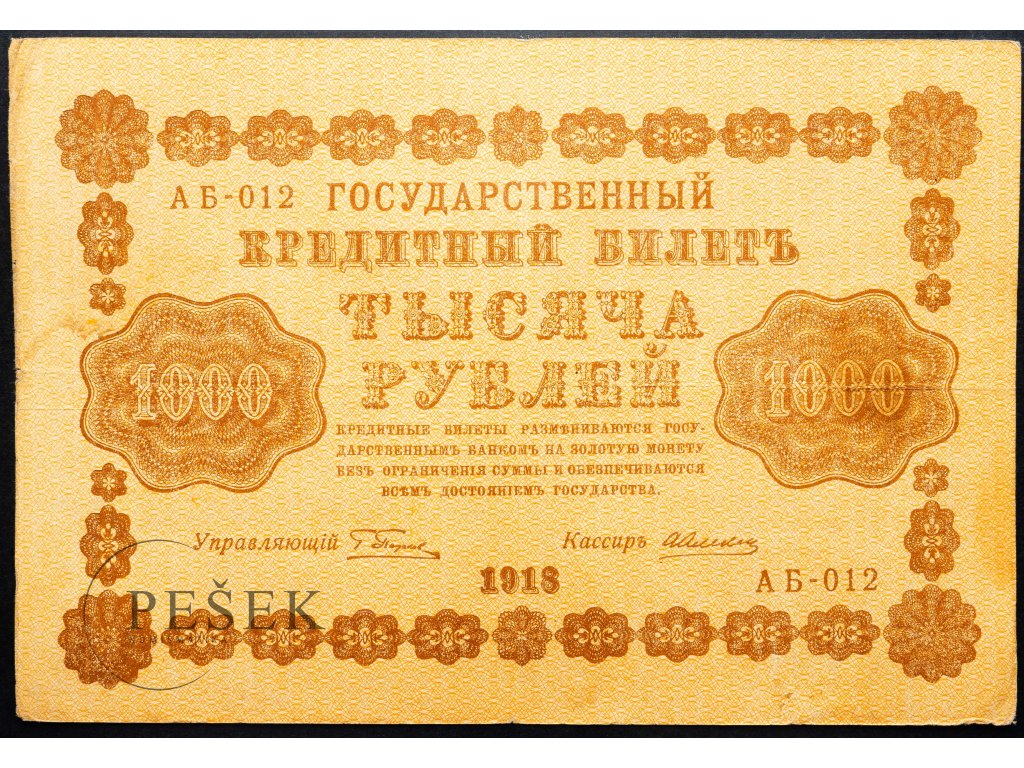 АБ-012 ГОСУДАРСТВЕННЫЙ
КРЕДИТНЫЙ БИЛЕТЪ
ТЫСЯЧА
РУБЛЕЙ
1000
1000
КРЕДИТНЫЕ БИЛЕТЫ РАЗМѢНИВАЮТСЯ ГОСУ-
ДАРСТВЕННЫМЪ БАНКОМЪ НА ЗОЛОТУЮ МОНЕТУ
БЕЗЪ ОГРАНИЧЕНІЯ СУММЫ И ОБЕЗПЕЧИВАЮТСЯ
ВСѢМЪ ДОСТОЯНІЕМЪ ГОСУДАРСТВА.
Управляющій
Кассиръ
1918
АБ-012
PEŠEK